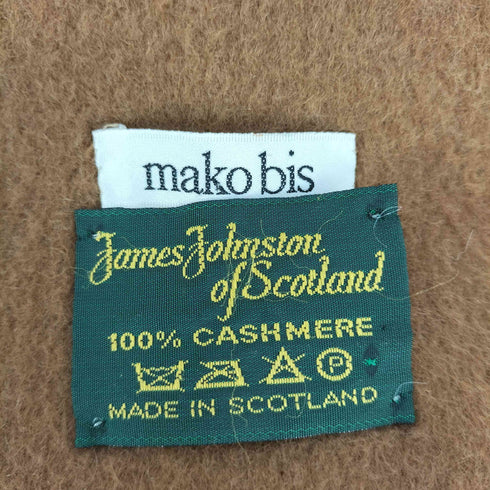 mako bis
James Johnston
of Scotland
100% CASHMERE
P
MADE IN SCOTLAND